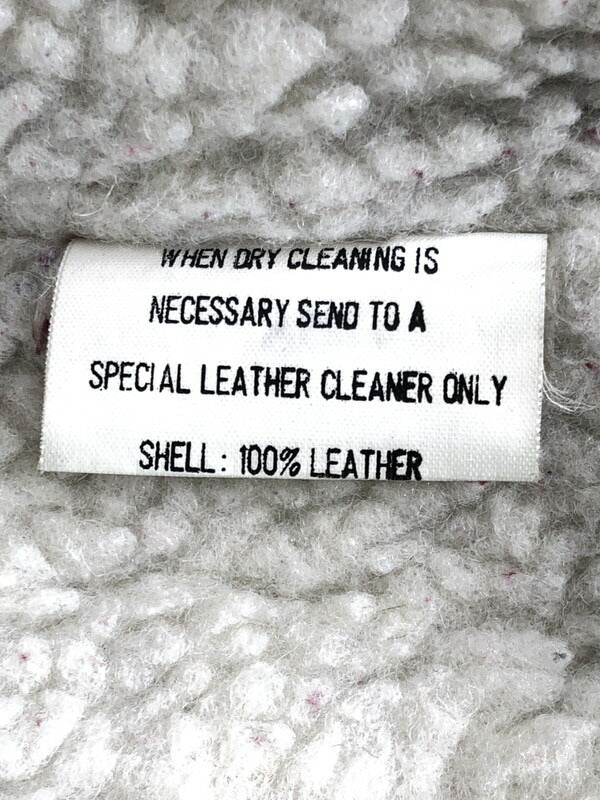 WHEN DRY CLEANING IS
NECESSARY SEND TO A
SPECIAL LEATHER CLEANER ONLY
SHELL: 100% LEATHER